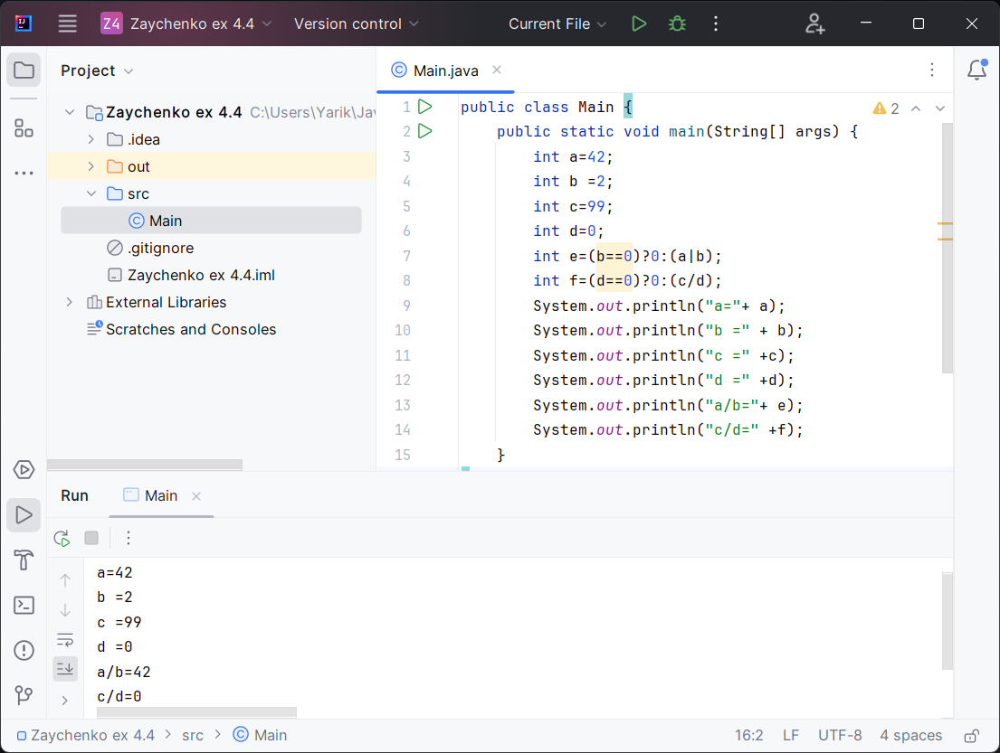 Z4 Zaychenko ex 4.4 Version control Current File
Project
Main.java
Zaychenko ex 4.4 C:\Users\Yarik\Jav
.idea
out
src
Main
.gitignore
Zaychenko ex 4.4.iml
External Libraries
Scratches and Consoles
2
1 public class Main {
2 public static void main(String[] args) {
3 int a=42;
4 int b =2;
5 int c=99;
6 int d=0;
7 int e=(b==0)?0:(a|b);
8 int f=(d==0)?0:(c/d);
9 System.out.println("a="+ a);
10 System.out.println("b =" + b);
11 System.out.println("c =" +c);
12 System.out.println("d =" +d);
13 System.out.println("a/b="+ e);
14 System.out.println("c/d=" +f);
15 }
Run Main
a=42
b =2
c =99
d =0
a/b=42
c/d=0
Zaychenko ex 4.4 > src > Main 16:2 LF UTF-8 4 spaces